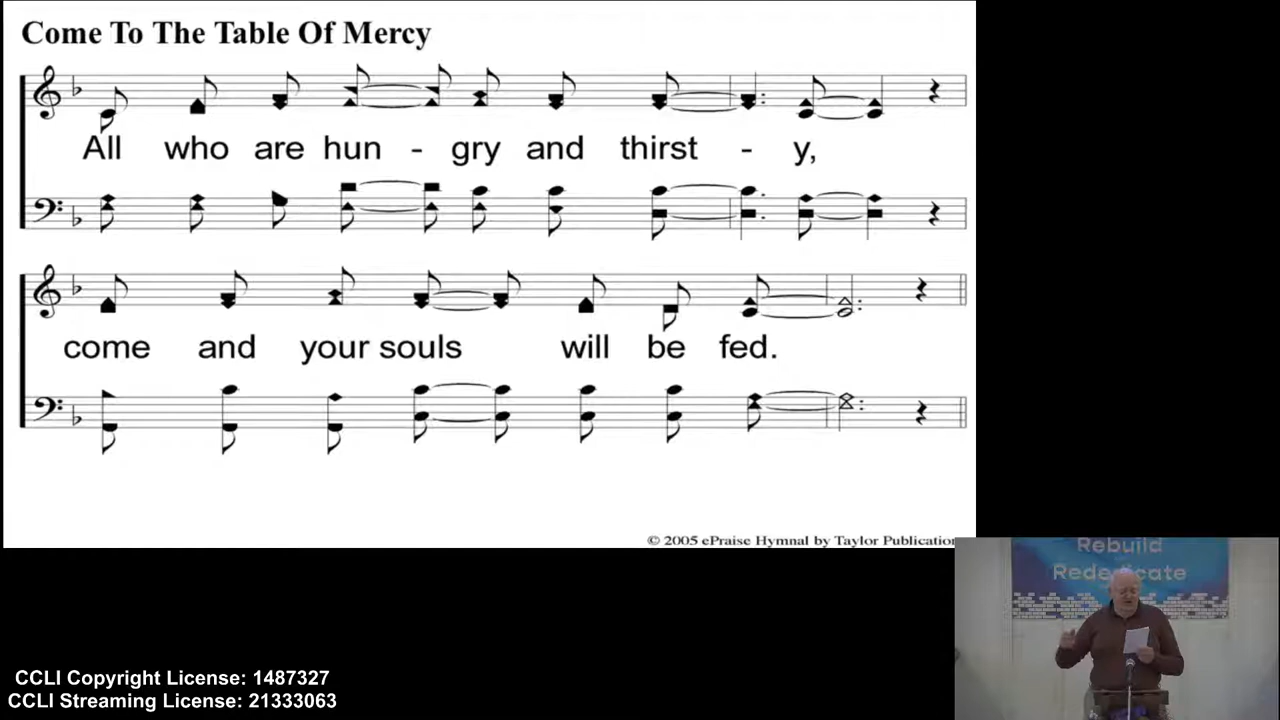 Come To The Table Of Mercy
All who are hun - gry and thirst - y,
come and your souls will be fed.
© 2005 ePraise Hymnal by Taylor Publication
Rebuild
Rededicate
CCLI Copyright License: 1487327
CCLI Streaming License: 21333063